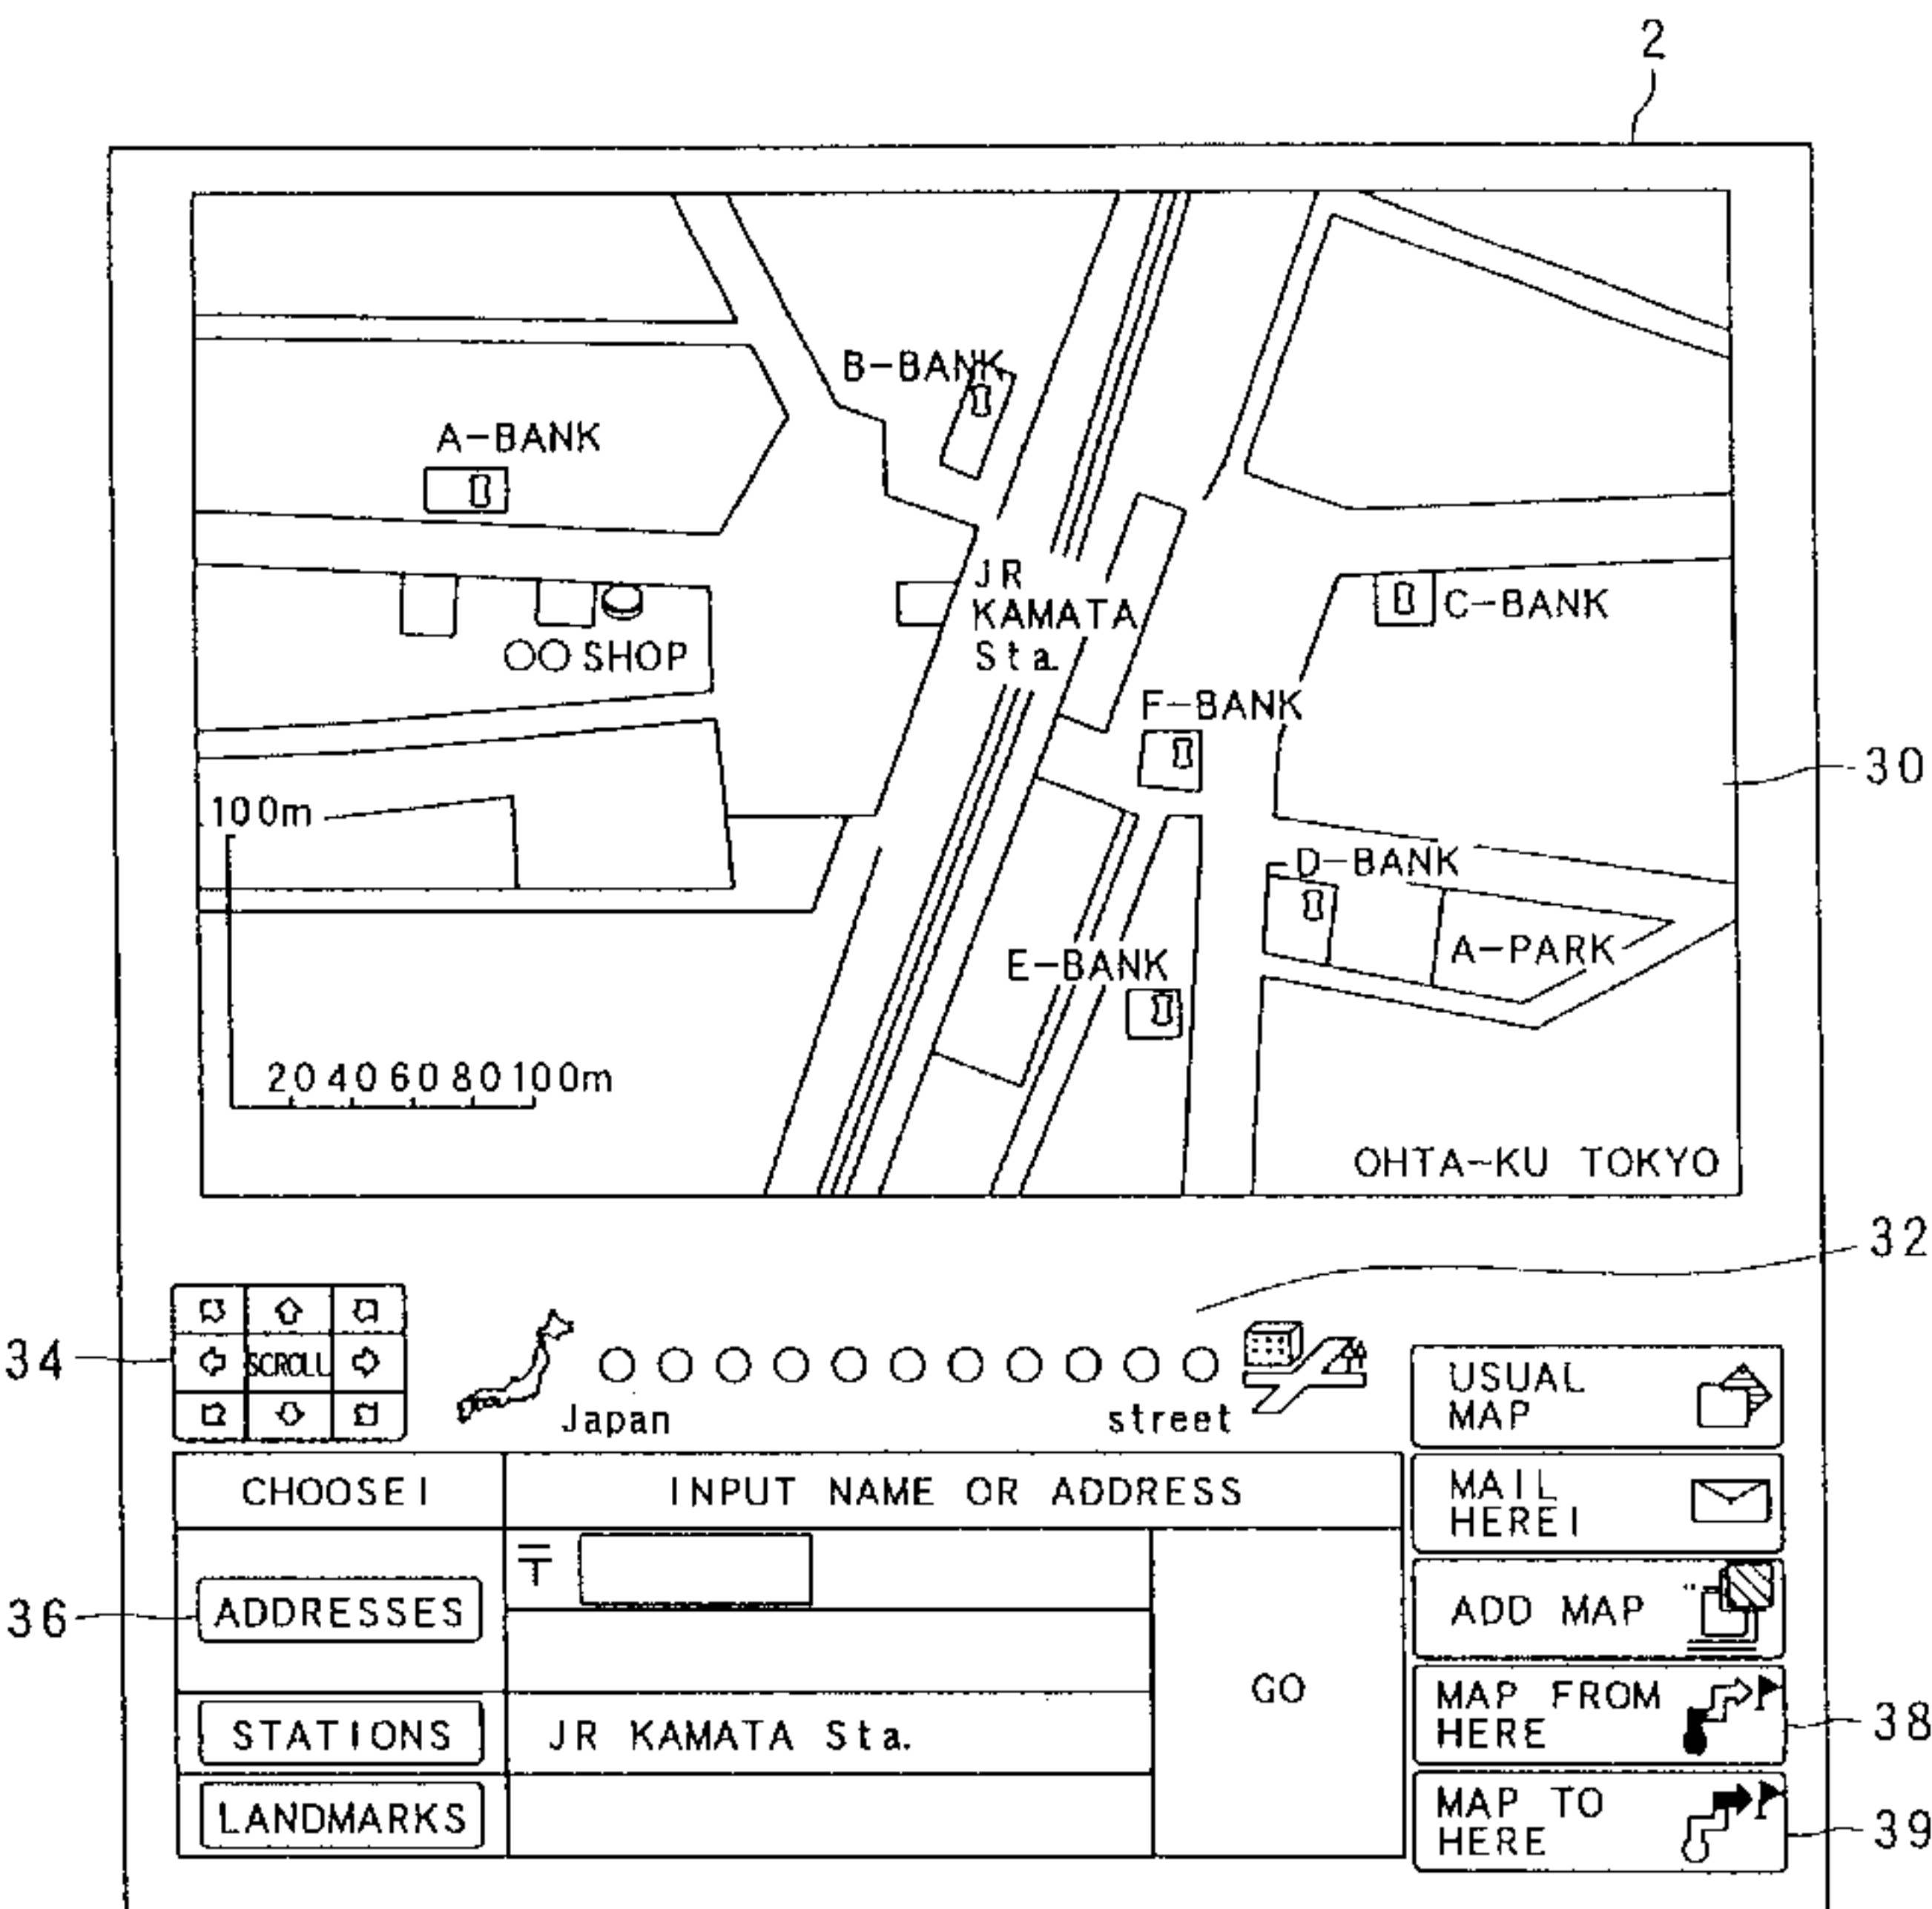 2
B-BANK
A-BANK
JR
KAMATA
Sta.
C-BANK
○○SHOP
F-BANK
30
100m
D-BANK
A-PARK
E-BANK
20 40 60 80 100m
OHTA-KU TOKYO
32
34
SCROLL
Japan
street
USUAL
MAP
CHOOSE!
INPUT NAME OR ADDRESS
MAIL
HERE!
〒
36
ADDRESSES
ADD MAP
GO
STATIONS
JR KAMATA Sta.
MAP FROM
HERE
38
LANDMARKS
MAP TO
HERE
39